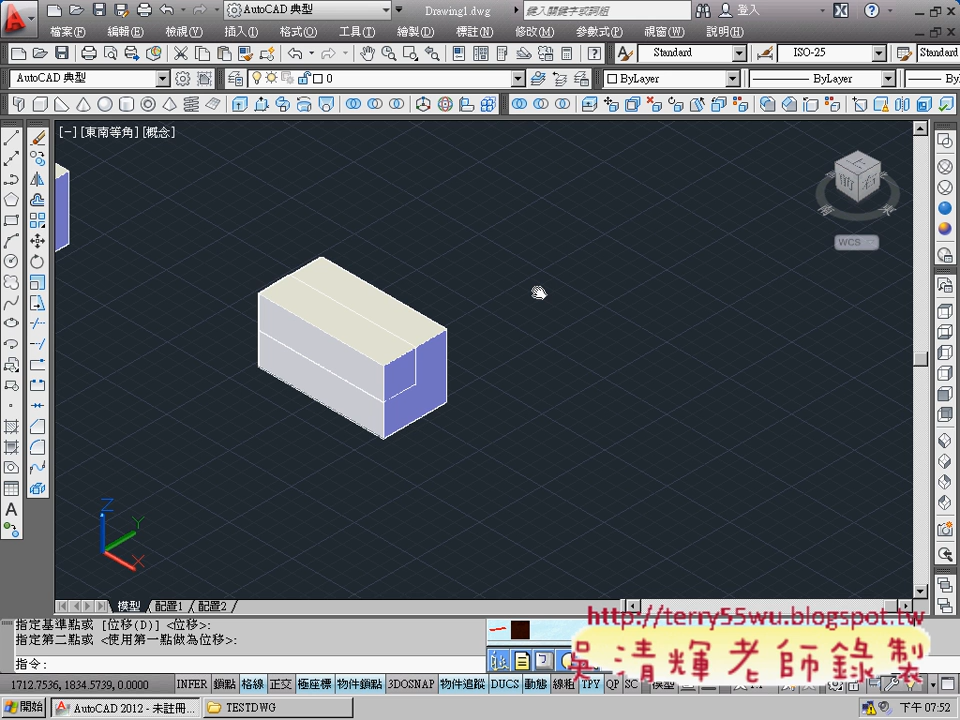 AutoCAD 典型
Drawing1.dwg
鍵入關鍵字或詞組
登入
檔案(F) 編輯(E) 檢視(V) 插入(I) 格式(O) 工具(T) 繪製(D) 標註(N) 修改(M) 參數式(P) 視窗(W) 說明(H)
Standard
ISO-25
Standard
AutoCAD 典型
0
ByLayer
ByLayer
[−][東南等角][概念]
上
前
右
南
東
WCS
Z
Y
X
模型 配置1 配置2
指定基準點或 [位移(D)] <位移>:
指定第二點或 <使用第一點做為位移>:
指令:
http://terry55wu.blogspot.tw
吳清輝老師錄製
1712.7536, 1834.5739, 0.0000
INFER 鎖點 格線 正交 極座標 物件鎖點 3DOSNAP 物件追蹤 DUCS 動態 線粗 TPY QP SC 模型
開始
AutoCAD 2012 - 未註冊...
TESTDWG
下午 07:52